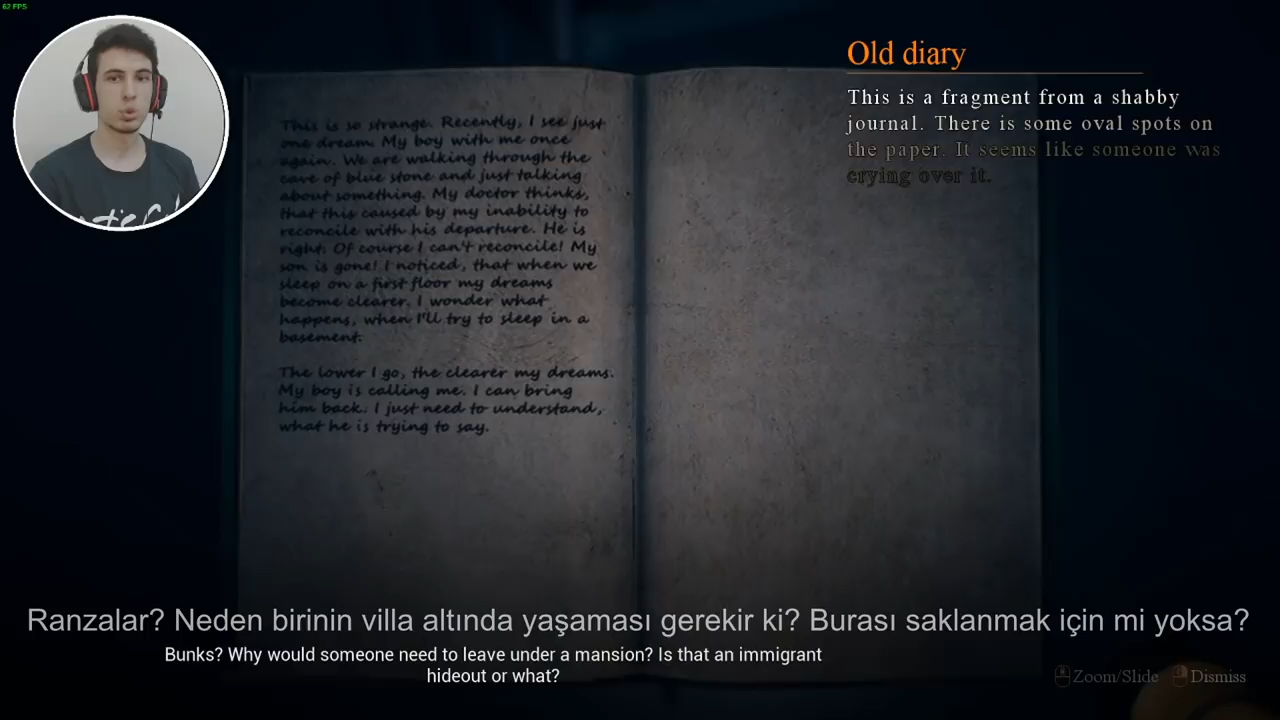 62 FPS
Old diary
This is a fragment from a shabby
journal. There is some oval spots on
the paper. It seems like someone was
crying over it.
This is so strange. Recently, I see just
one dream. My boy with me once
again. We are walking through the
cave of blue stone and just talking
about something. My doctor thinks,
that this caused by my inability to
reconcile with his departure. He is
right. Of course I can't reconcile! My
son is gone! I noticed, that when we
sleep on a first floor my dreams
become clearer. I wonder what
happens, when I'll try to sleep in a
basement.
The lower I go, the clearer my dreams.
My boy is calling me. I can bring
him back. I just need to understand,
what he is trying to say.
Ranzalar? Neden birinin villa altında yaşaması gerekir ki? Burası saklanmak için mi yoksa?
Bunks? Why would someone need to leave under a mansion? Is that an immigrant
hideout or what?
Zoom/Slide Dismiss